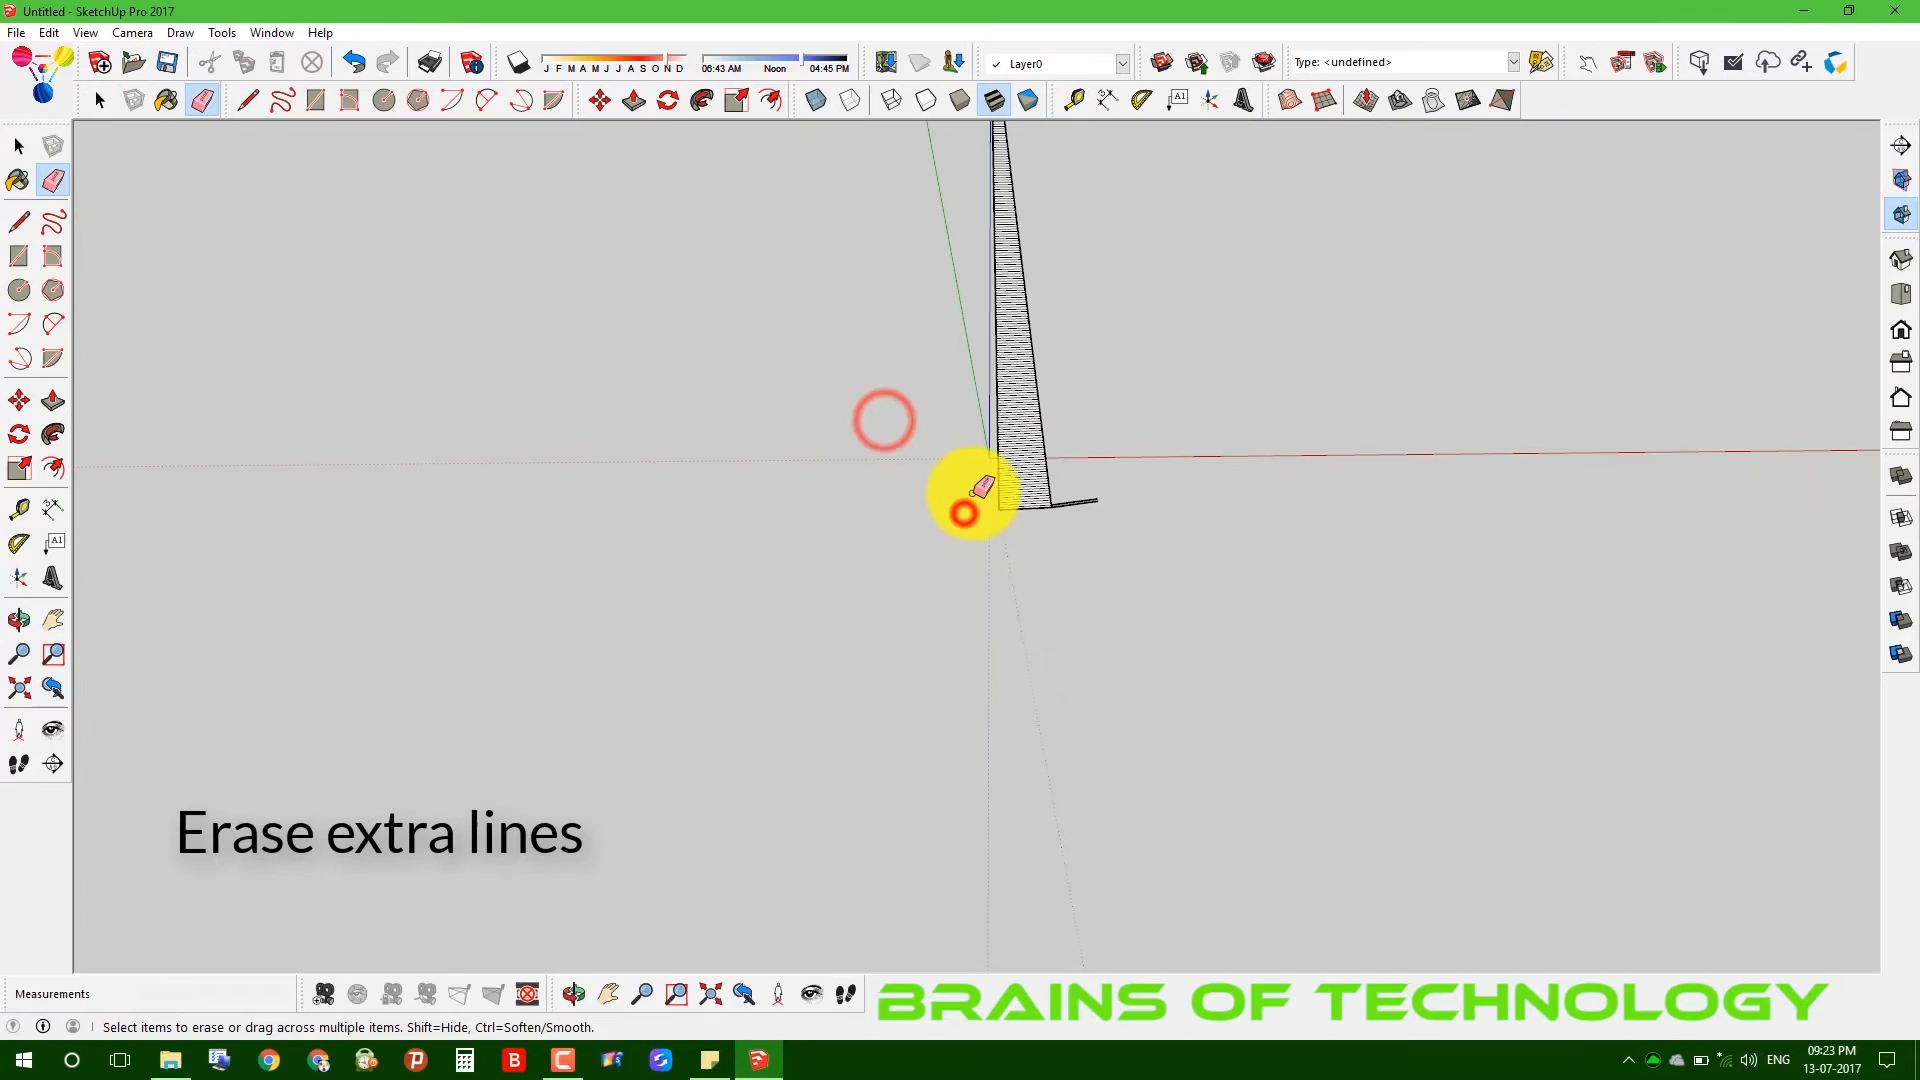 Untitled - SketchUp Pro 2017
File Edit View Camera Draw Tools Window Help
J F M A M J J A S O N D
06:43 AM Noon 04:45 PM
Layer0
Type: <undefined>
A1
A1
Erase extra lines
Measurements
BRAINS OF TECHNOLOGY
Select items to erase or drag across multiple items. Shift=Hide, Ctrl=Soften/Smooth.
ENG
09:23 PM
13-07-2017